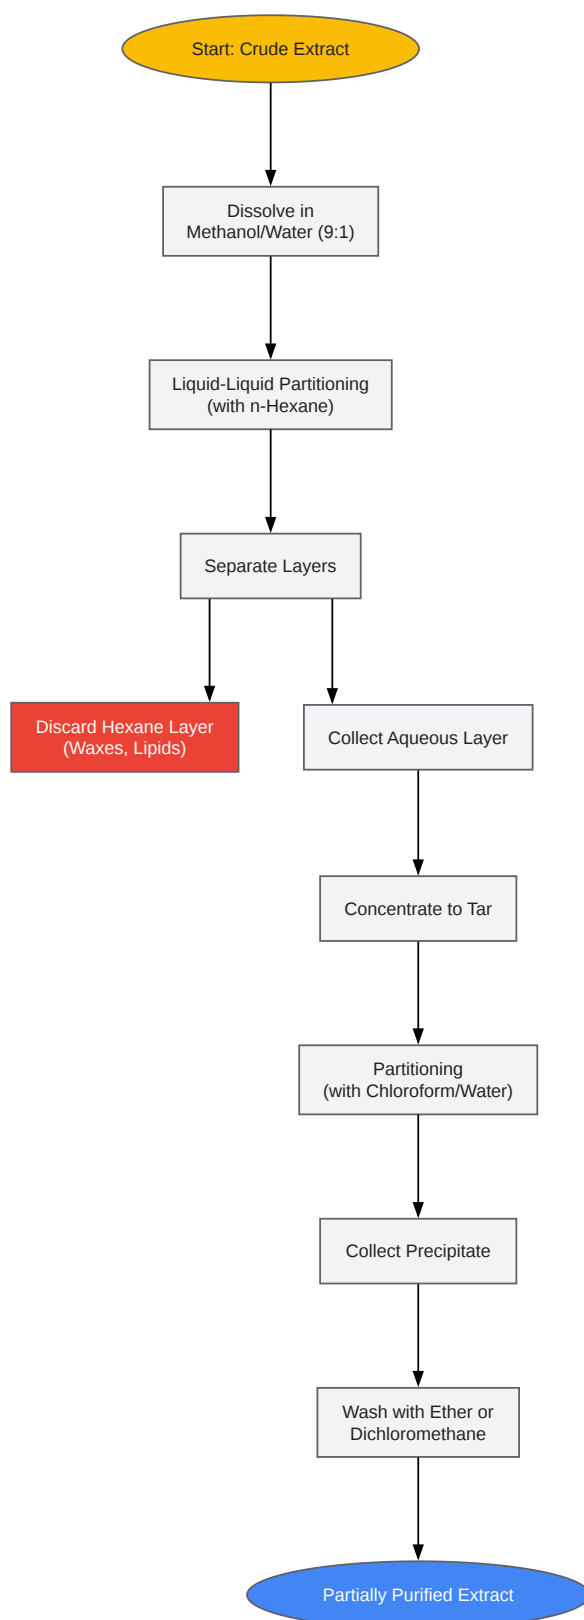 Start: Crude Extract
Dissolve in
Methanol/Water (9:1)
Liquid-Liquid Partitioning
(with n-Hexane)
Separate Layers
Discard Hexane Layer
(Waxes, Lipids)
Collect Aqueous Layer
Concentrate to Tar
Partitioning
(with Chloroform/Water)
Collect Precipitate
Wash with Ether or
Dichloromethane
Partially Purified Extract